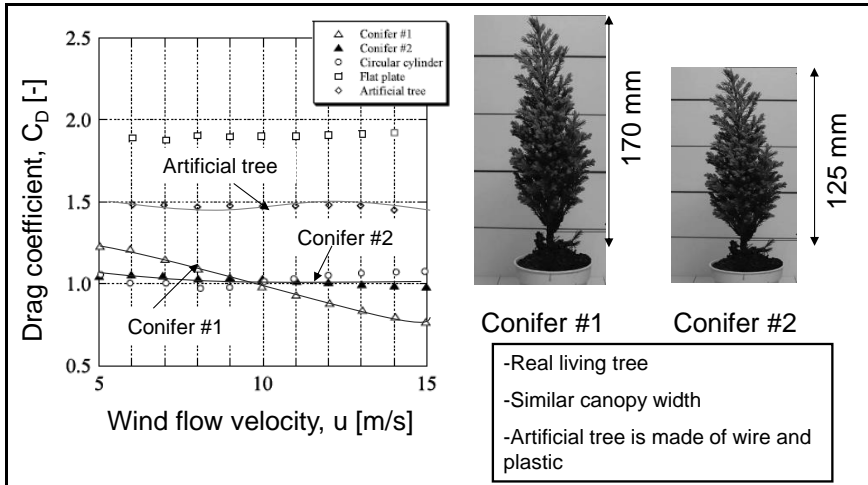 2.5
2.0
1.5
1.0
0.5
5
10
15
Drag coefficient, C_D [-]
Wind flow velocity, u [m/s]
Conifer #1
Conifer #2
Circular cylinder
Flat plate
Artificial tree
Artificial tree
Conifer #2
Conifer
#1
170 mm
125 mm
Conifer #1
Conifer #2
-Real living tree
-Similar canopy width
-Artificial tree is made of wire and
plastic